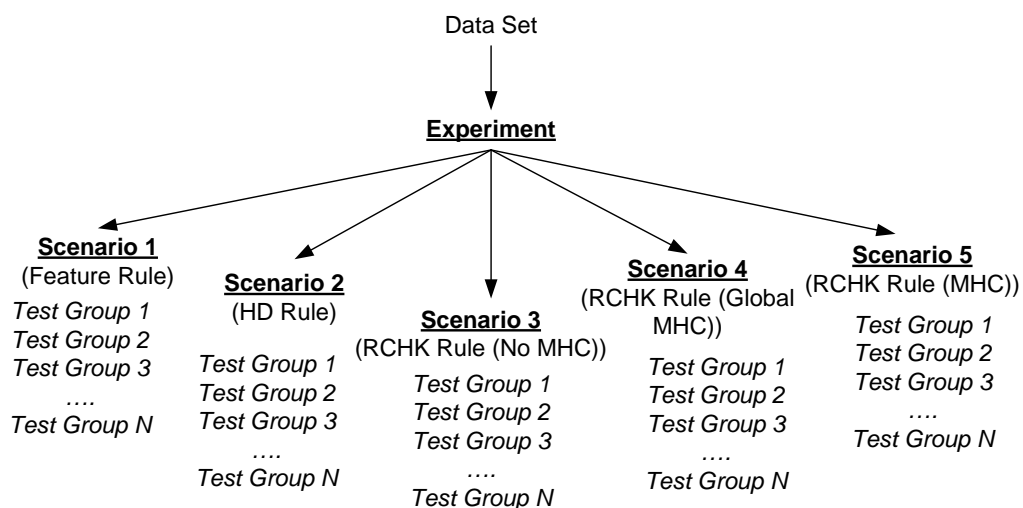 Data Set
Experiment
Scenario 1
(Feature Rule)
Test Group 1
Test Group 2
Test Group 3
….
Test Group N
Scenario 2
(HD Rule)
Test Group 1
Test Group 2
Test Group 3
….
Test Group N
Scenario 3
(RCHK Rule (No MHC))
Test Group 1
Test Group 2
Test Group 3
….
Test Group N
Scenario 4
(RCHK Rule (Global
MHC))
Test Group 1
Test Group 2
Test Group 3
….
Test Group N
Scenario 5
(RCHK Rule (MHC))
Test Group 1
Test Group 2
Test Group 3
….
Test Group N